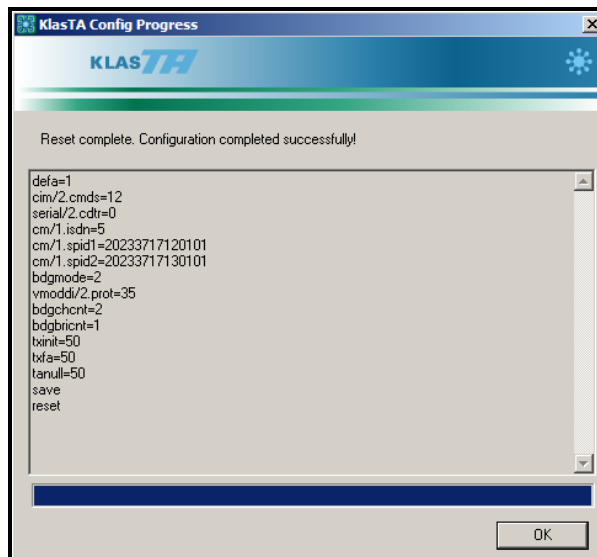 KlasTA Config Progress
KLAS TA
Reset complete. Configuration completed successfully!
defa=1
cim/2.cmds=12
serial/2.cdtr=0
cm/1.isdn=5
cm/1.spid1=20233717120101
cm/1.spid2=20233717130101
bdgmode=2
vmoddi/2.prot=35
bdgchcnt=2
bdgbricnt=1
txinit=50
txfa=50
tanull=50
save
reset
OK